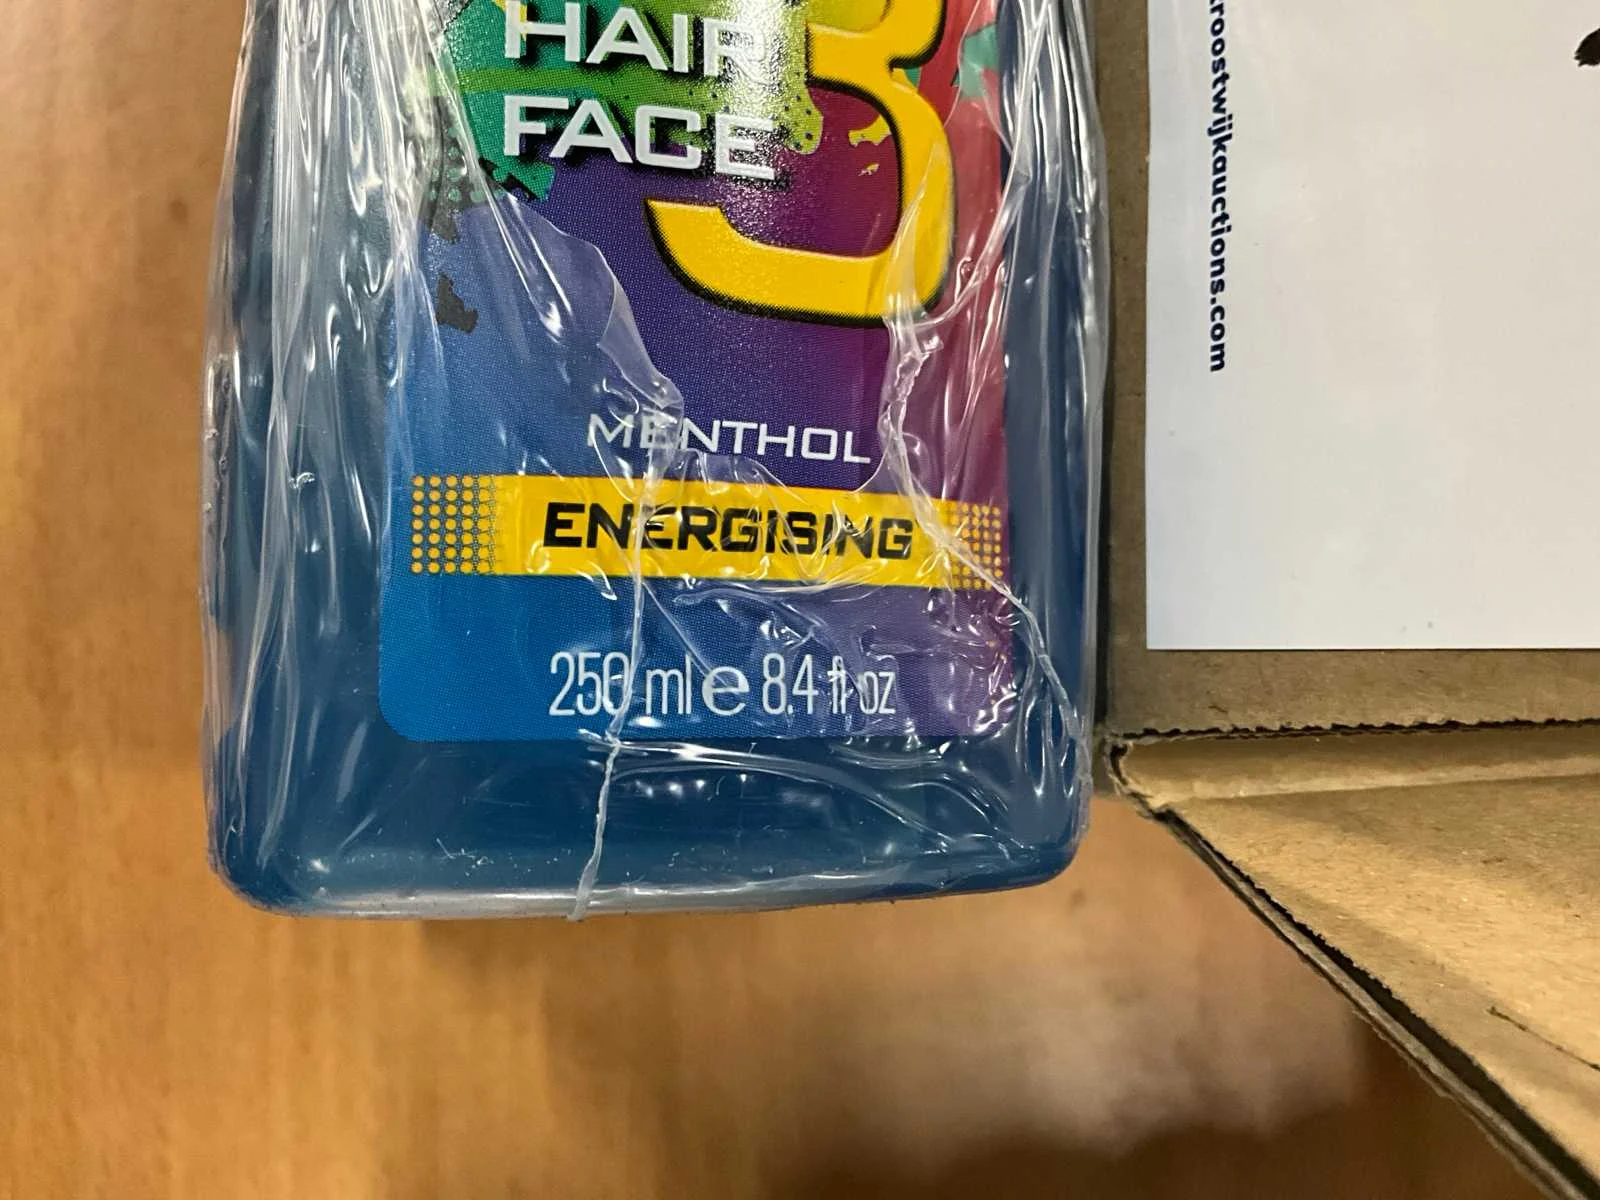 HAIR
FACE
3
MENTHOL
ENERGISING
250 ml e 8.4 fl oz
roostwijkauctions.com